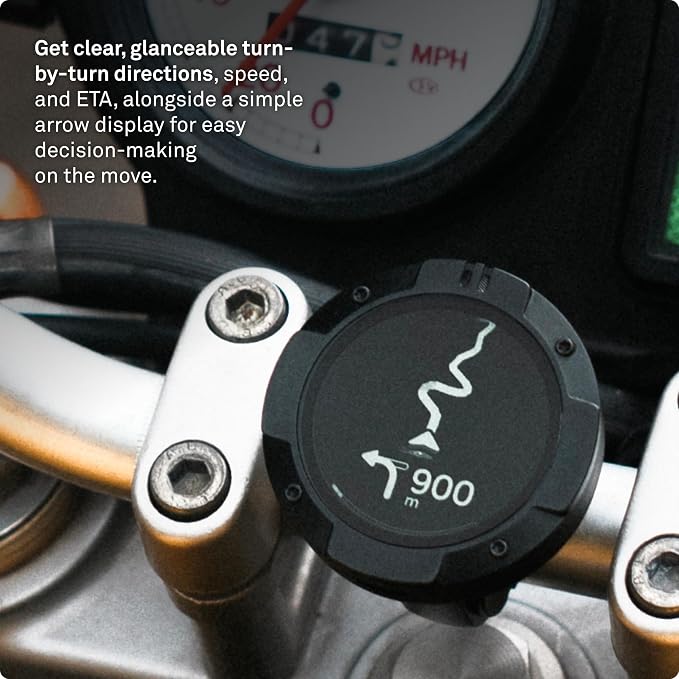 Get clear, glanceable turn-
by-turn directions, speed,
and ETA, alongside a simple
arrow display for easy
decision-making
on the move.
MPH
20
0
900
m